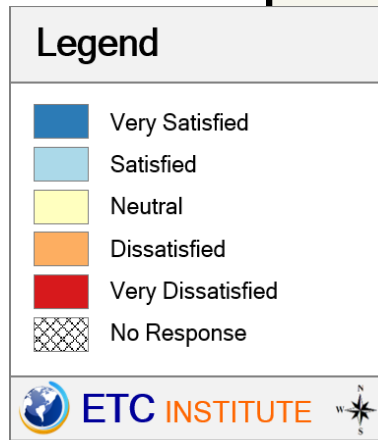 Legend
Very Satisfied
Satisfied
Neutral
Dissatisfied
Very Dissatisfied
No Response
ETC INSTITUTE
N
W
S